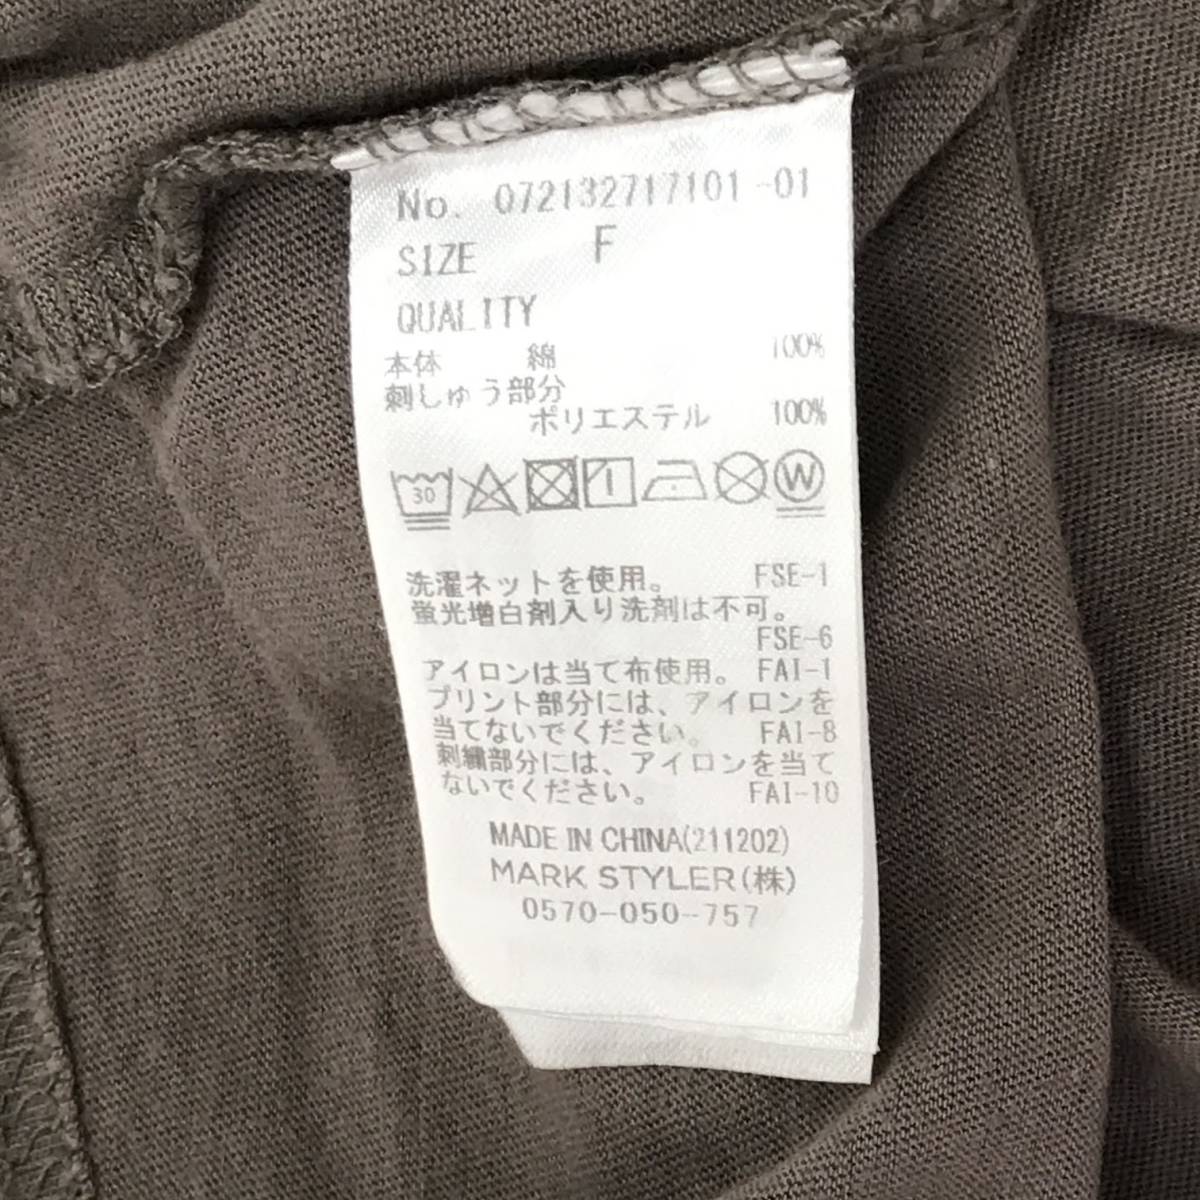 No. 072132717101-01
SIZE F
QUALITY
本体 綿 100%
刺しゅう部分
ポリエステル 100%
30 W
洗濯ネットを使用。 FSE-1
蛍光増白剤入り洗剤は不可。
FSE-6
アイロンは当て布使用。 FAI-1
プリント部分には、アイロンを
当てないでください。 FAI-8
刺繍部分には、アイロンを当て
ないでください。 FAI-10
MADE IN CHINA(211202)
MARK STYLER(株)
0570-050-757